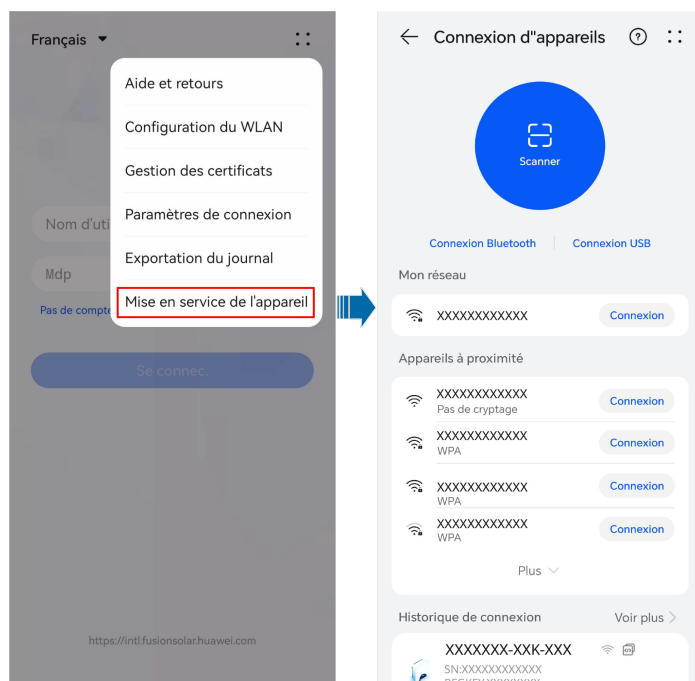 Français
Aide et retours
Configuration du WLAN
Gestion des certificats
Paramètres de connexion
Exportation du journal
Mise en service de l'appareil
Nom d'uti
Mdp
Pas de compte
Se connec.
https://intl.fusionsolar.huawei.com
Connexion d"appareils
Scanner
Connexion Bluetooth
Connexion USB
Mon réseau
XXXXXXXXXXXX
Connexion
Appareils à proximité
XXXXXXXXXXXX
Pas de cryptage
Connexion
XXXXXXXXXXXX
WPA
Connexion
XXXXXXXXXXXX
WPA
Connexion
XXXXXXXXXXXX
WPA
Connexion
Plus
Historique de connexion
Voir plus
XXXXXXX-XXK-XXX
SN:XXXXXXXXXXXX